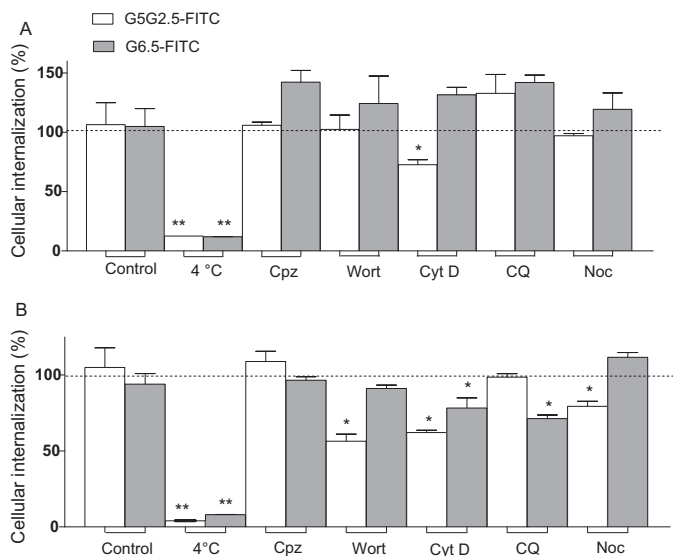 A
G5G2.5-FITC
G6.5-FITC
Cellular internalization (%)
150
100
50
0
*
** **
Control 4 °C Cpz Wort Cyt D CQ Noc
B
Cellular internalization (%)
100
50
0
** **
* * * * *
Control 4°C Cpz Wort Cyt D CQ Noc